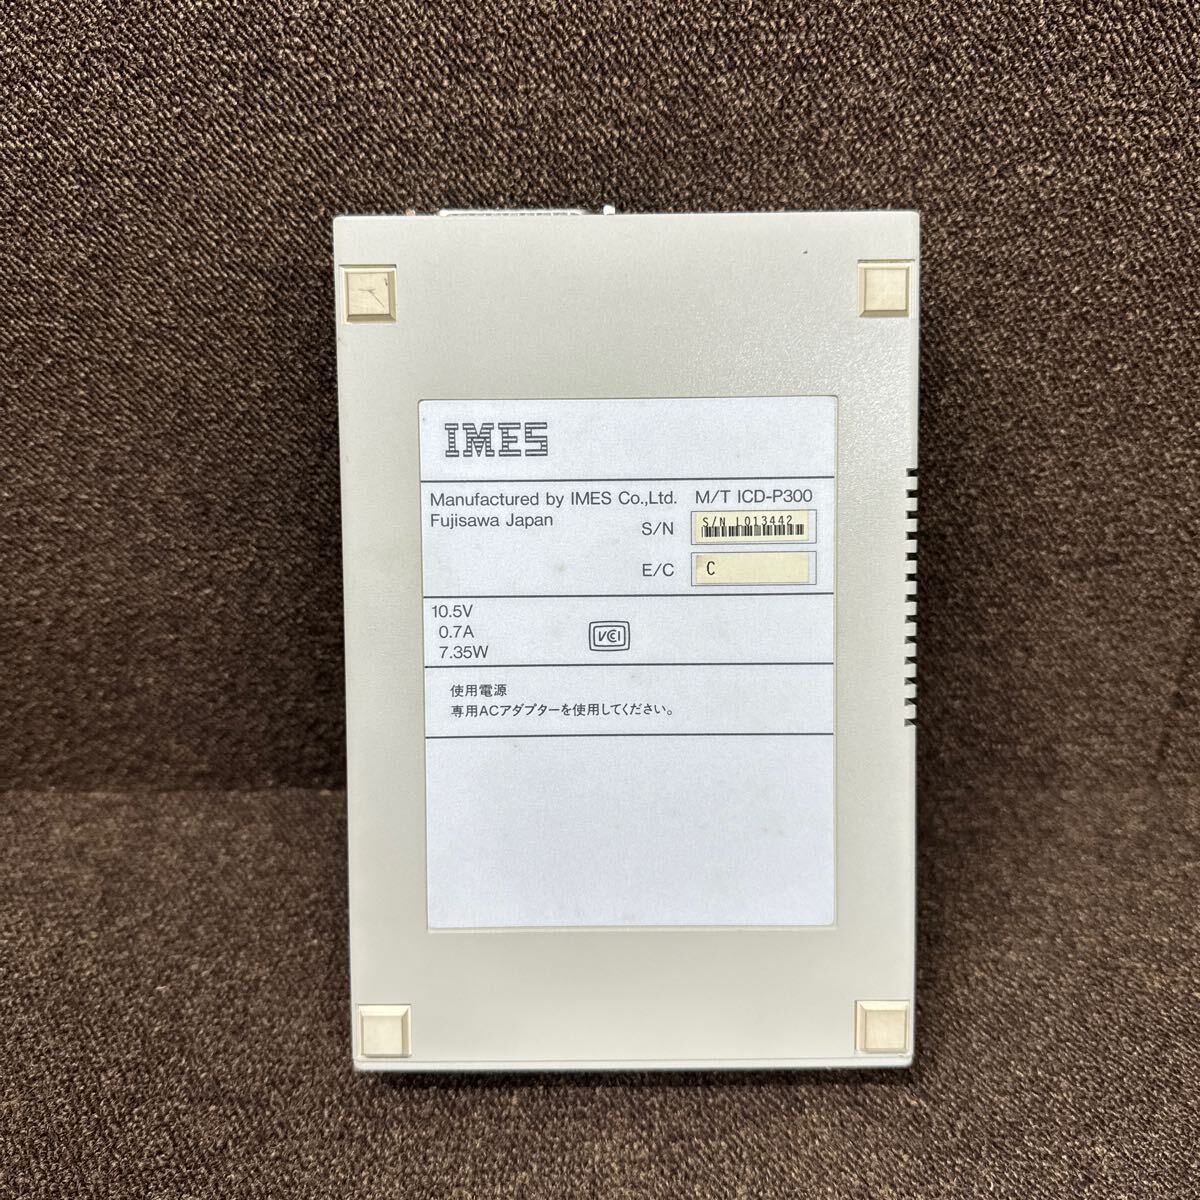 IMES
Manufactured by IMES Co.,Ltd. M/T ICD-P300
Fujisawa Japan
S/N S/N L013442
E/C C
10.5V
0.7A
7.35W
VCI
使用電源
専用ACアダプターを使用してください。